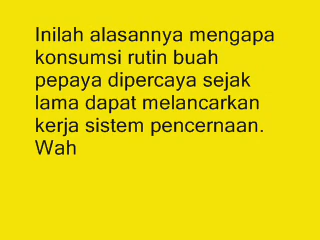 Inilah alasannya mengapa
konsumsi rutin buah
pepaya dipercaya sejak
lama dapat melancarkan
kerja sistem pencernaan.
Wah